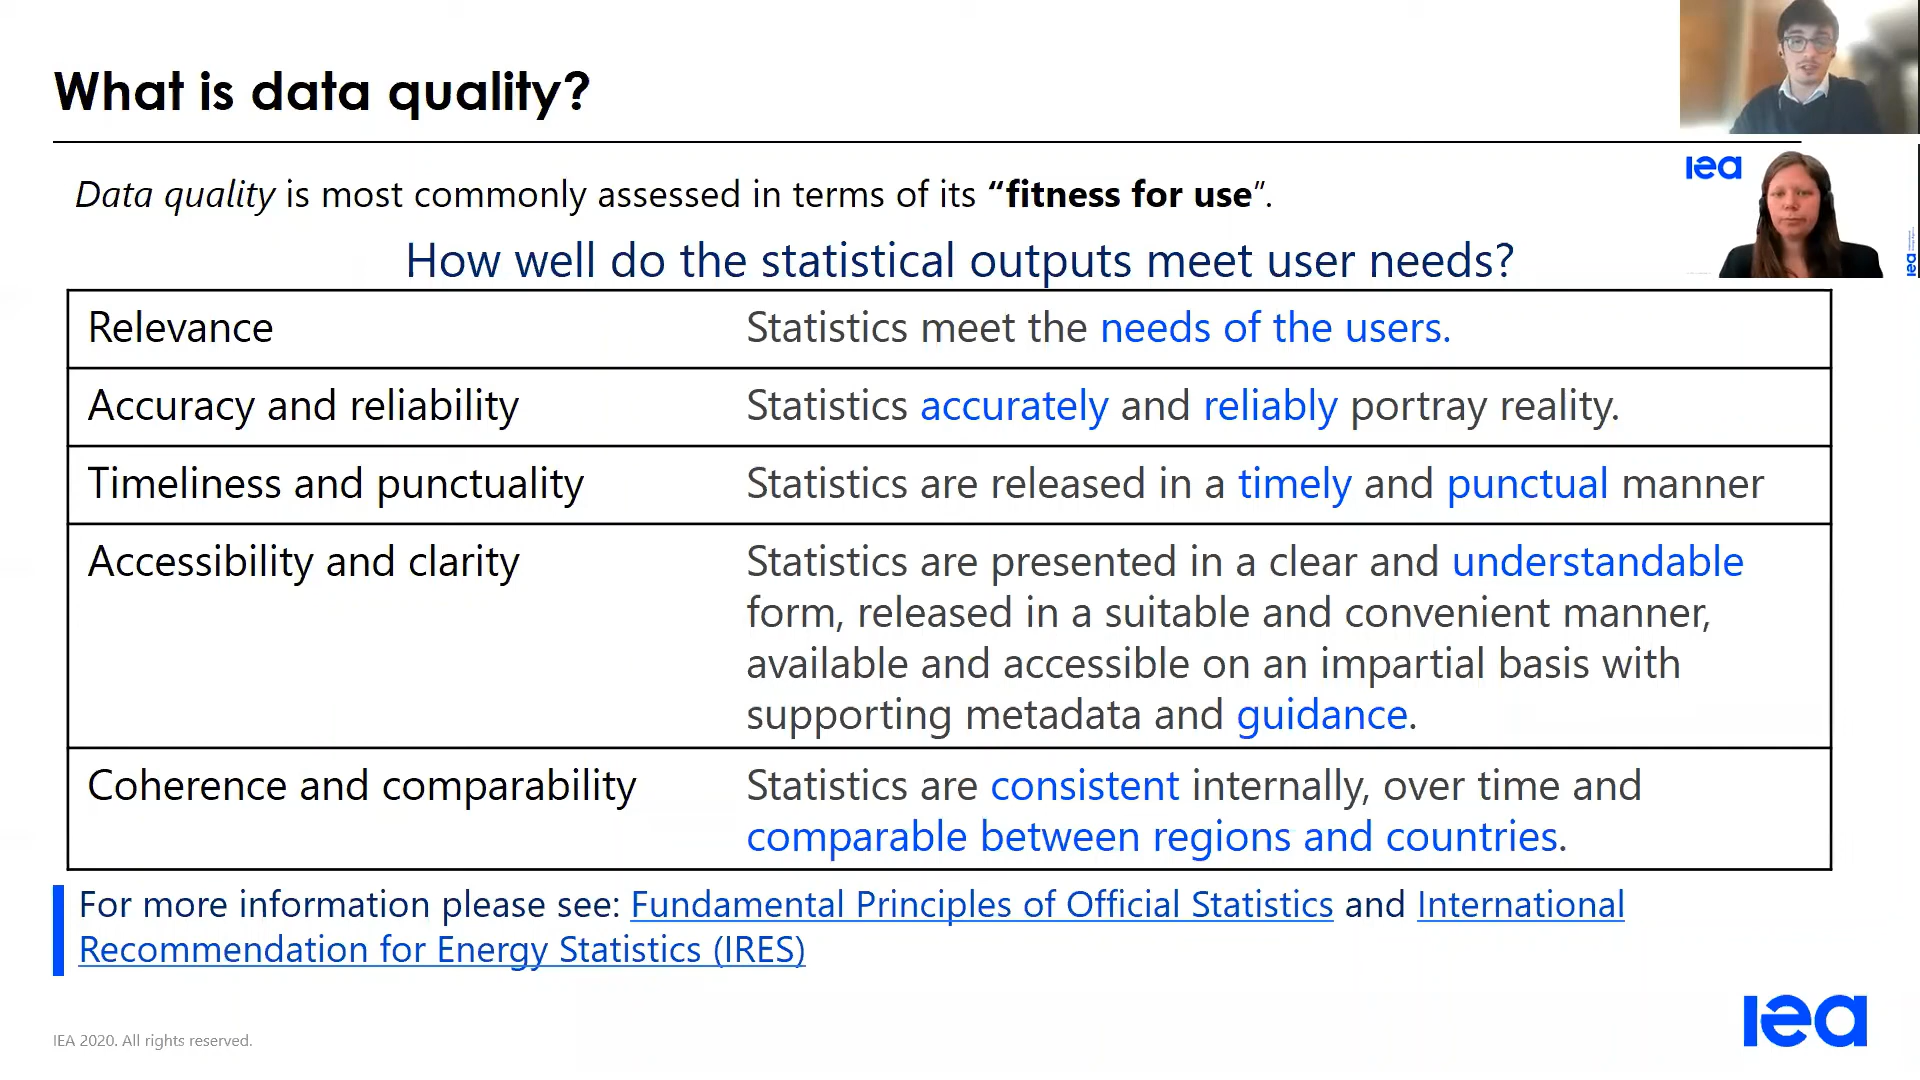 What is data quality?
iea
Data quality is most commonly assessed in terms of its “fitness for use”.
How well do the statistical outputs meet user needs?
Relevance
Statistics meet the needs of the users.
Accuracy and reliability
Statistics accurately and reliably portray reality.
Timeliness and punctuality
Statistics are released in a timely and punctual manner
Accessibility and clarity
Statistics are presented in a clear and understandable
form, released in a suitable and convenient manner,
available and accessible on an impartial basis with
supporting metadata and guidance.
Coherence and comparability
Statistics are consistent internally, over time and
comparable between regions and countries.
For more information please see: Fundamental Principles of Official Statistics and International
Recommendation for Energy Statistics (IRES)
IEA 2020. All rights reserved.
iea
iea